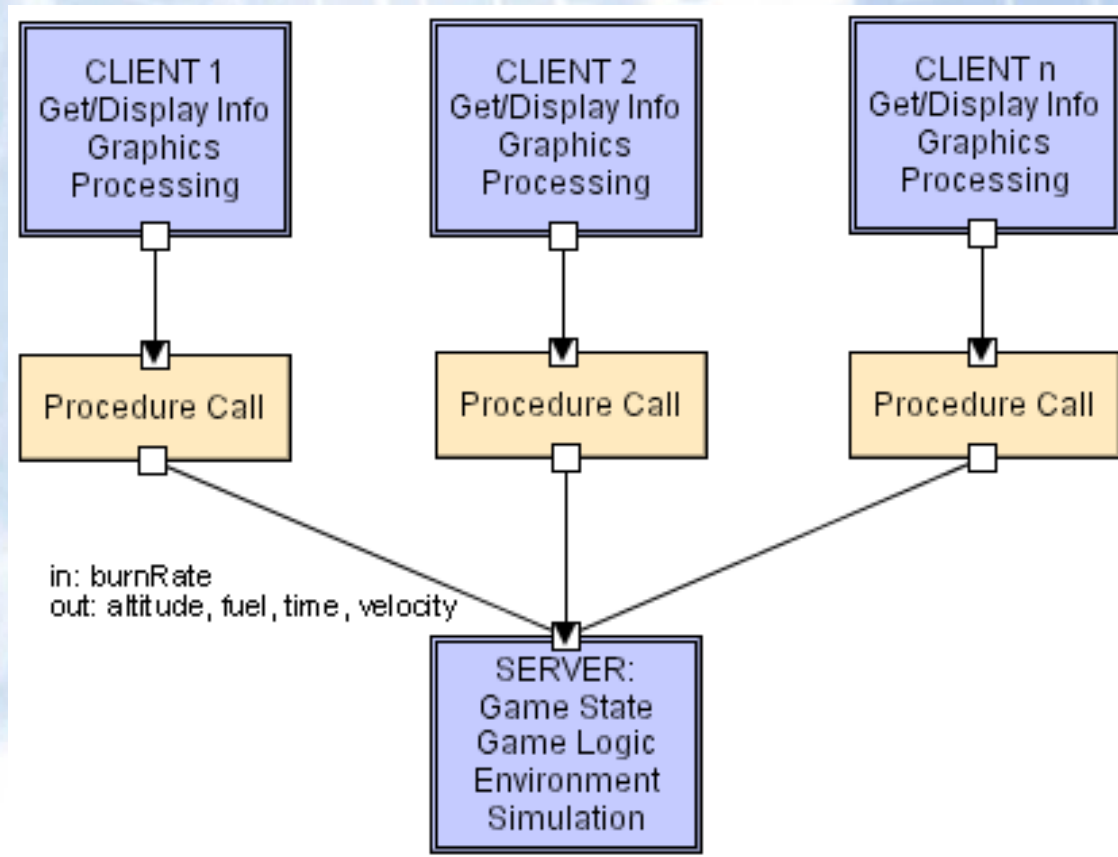 CLIENT 1
Get/Display Info
Graphics
Processing
CLIENT 2
Get/Display Info
Graphics
Processing
CLIENT n
Get/Display Info
Graphics
Processing
Procedure Call
Procedure Call
Procedure Call
in: burnRate
out: altitude, fuel, time, velocity
SERVER:
Game State
Game Logic
Environment
Simulation